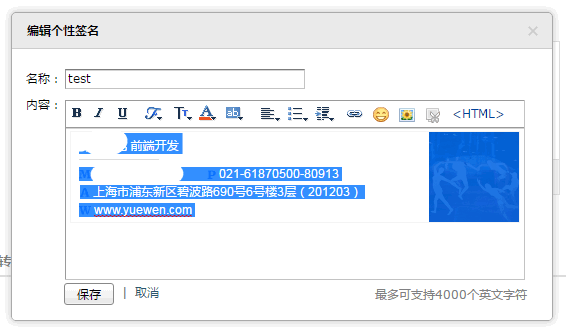 编辑个性签名 ×
名称： test
内容： B I U F Tt A ab <HTML>
前端开发
M P 021-61870500-80913
A 上海市浦东新区碧波路690号6号楼3层（201203）
W www.yuewen.com
转
保存 | 取消
最多可支持4000个英文字符